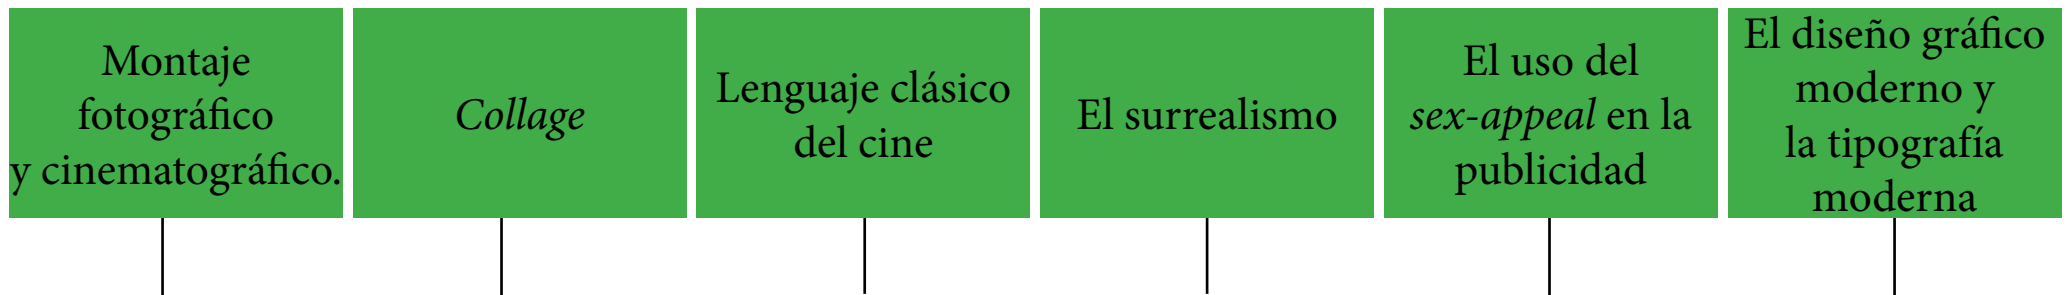 Montaje
fotográfico
y cinematográfico.
Collage
Lenguaje clásico
del cine
El surrealismo
El uso del
sex-appeal en la
publicidad
El diseño gráfico
moderno y
la tipografía
moderna